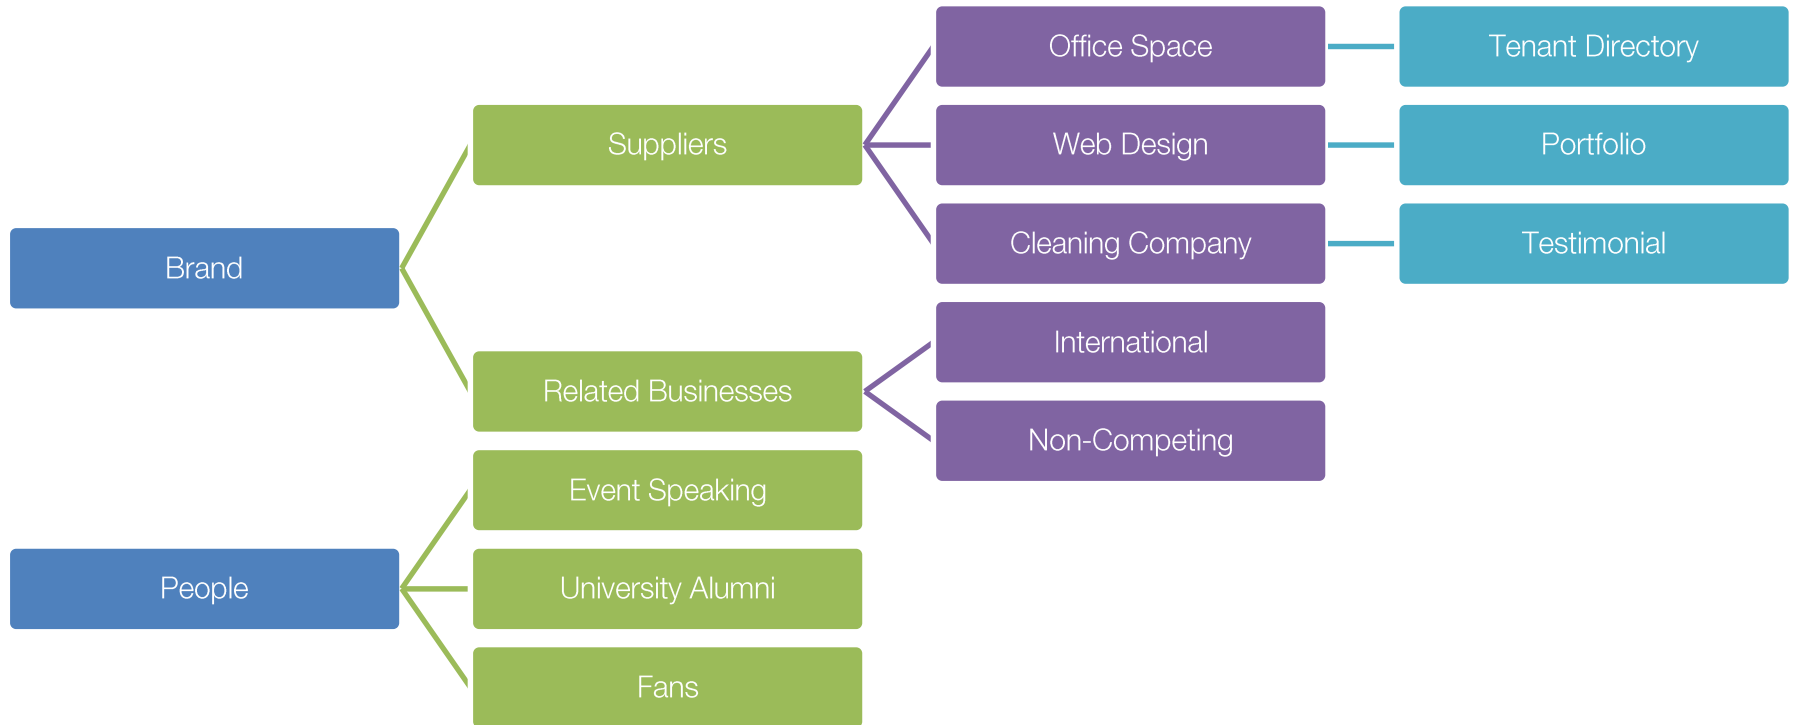 Brand
Suppliers
Office Space
Tenant Directory
Web Design
Portfolio
Cleaning Company
Testimonial
Related Businesses
International
Non-Competing
People
Event Speaking
University Alumni
Fans